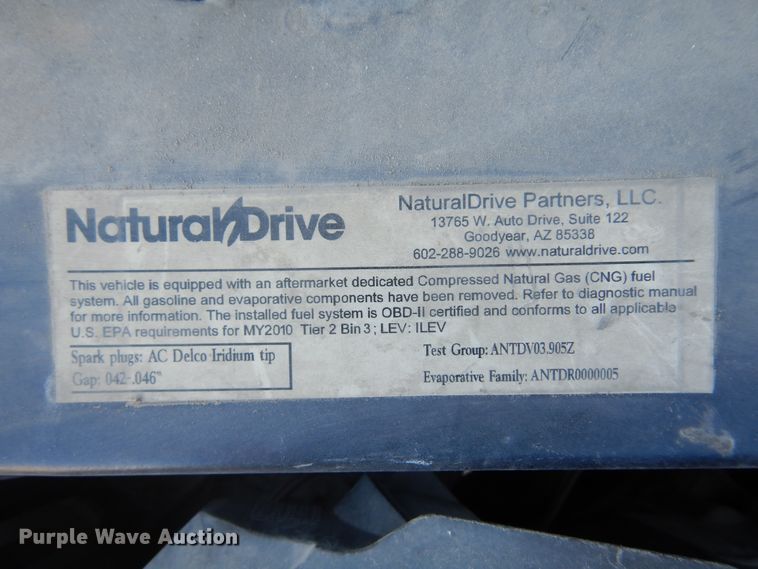 NaturalDrive
NaturalDrive Partners, LLC.
13765 W. Auto Drive, Suite 122
Goodyear, AZ 85338
602-288-9026 www.naturaldrive.com
This vehicle is equipped with an aftermarket dedicated Compressed Natural Gas (CNG) fuel
system. All gasoline and evaporative components have been removed. Refer to diagnostic manual
for more information. The installed fuel system is OBD-II certified and conforms to all applicable
U.S. EPA requirements for MY2010 Tier 2 Bin 3; LEV: ILEV
Spark plugs: AC Delco Iridium tip
Gap: 042-.046"
Test Group: ANTDV03.905Z
Evaporative Family: ANTDR0000005
Purple Wave Auction